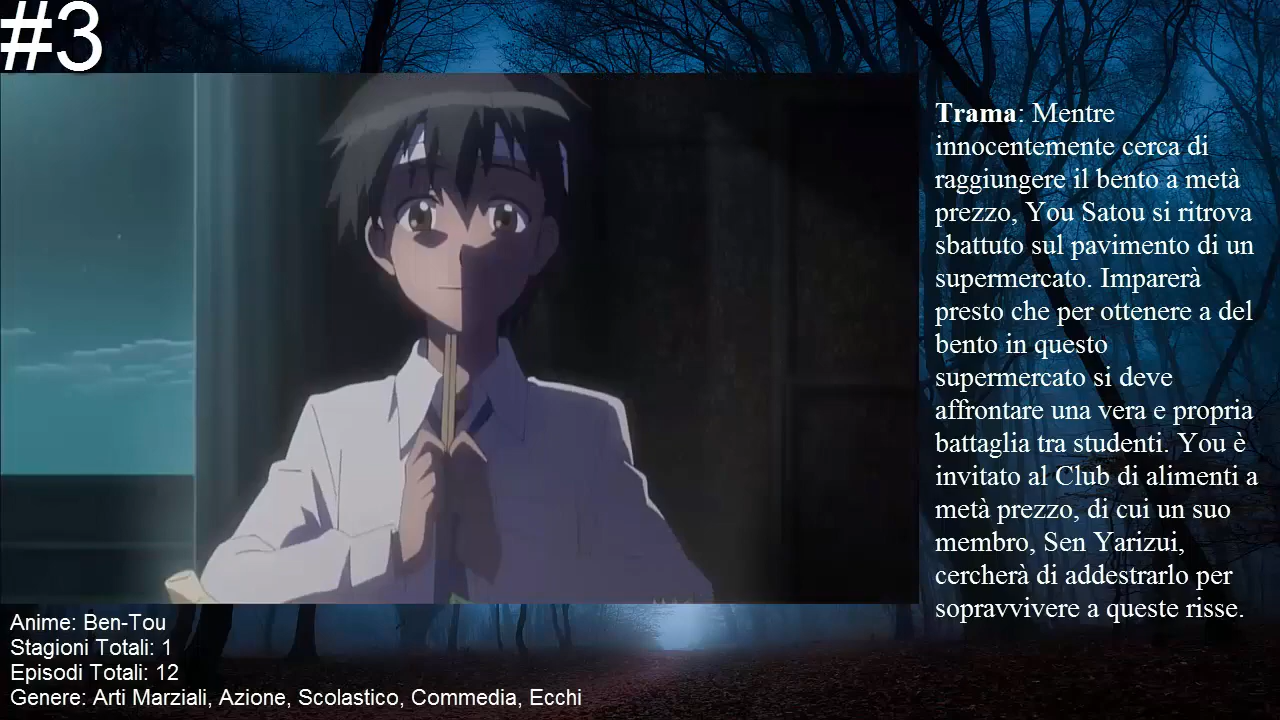 #3
Trama: Mentre
innocentemente cerca di
raggiungere il bento a metà
prezzo, You Satou si ritrova
sbattuto sul pavimento di un
supermercato. Imparerà
presto che per ottenere a del
bento in questo
supermercato si deve
affrontare una vera e propria
battaglia tra studenti. You è
invitato al Club di alimenti a
metà prezzo, di cui un suo
membro, Sen Yarizui,
cercherà di addestrarlo per
sopravvivere a queste risse.
Anime: Ben-Tou
Stagioni Totali: 1
Episodi Totali: 12
Genere: Arti Marziali, Azione, Scolastico, Commedia, Ecchi